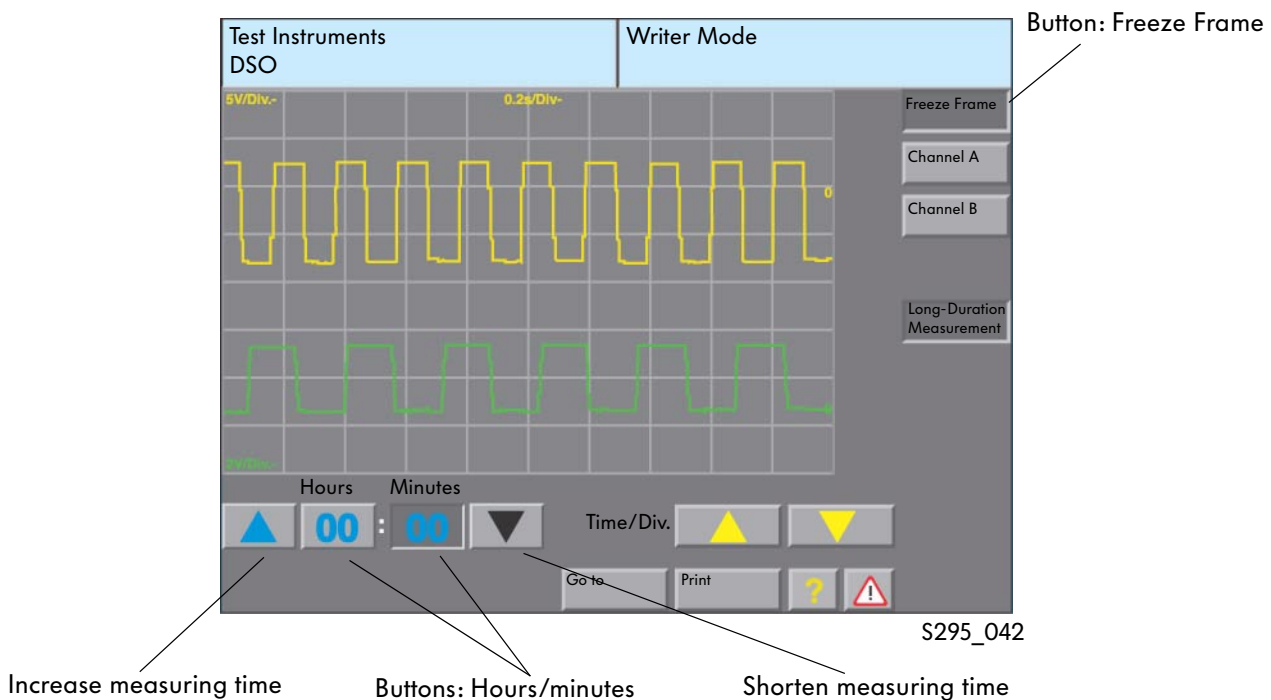 Button: Freeze Frame
Test Instruments
DSO
Writer Mode
5V/Div.-
0.2s/Div-
Freeze Frame
Channel A
Channel B
0
Long-Duration
Measurement
0
2V/Div.-
Hours Minutes
00 : 00
Time/Div.
Go to
Print
?
!
S295_042
Increase measuring time
Buttons: Hours/minutes
Shorten measuring time